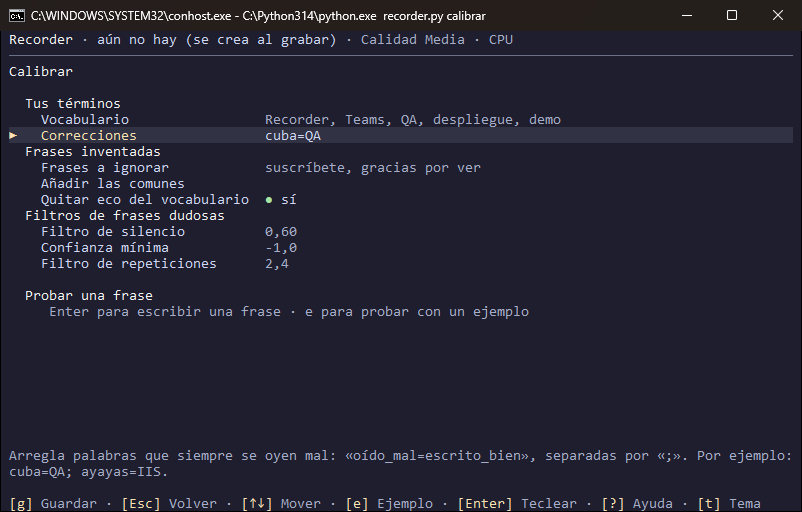 C:\WINDOWS\SYSTEM32\conhost.exe - C:\Python314\python.exe recorder.py calibrar
Recorder · aún no hay (se crea al grabar) · Calidad Media · CPU
Calibrar
Tus términos
Vocabulario Recorder, Teams, QA, despliegue, demo
► Correcciones cuba=QA
Frases inventadas
Frases a ignorar suscríbete, gracias por ver
Añadir las comunes
Quitar eco del vocabulario ● sí
Filtros de frases dudosas
Filtro de silencio 0,60
Confianza mínima -1,0
Filtro de repeticiones 2,4
Probar una frase
Enter para escribir una frase · e para probar con un ejemplo
Arregla palabras que siempre se oyen mal: «oído_mal=escrito_bien», separadas por «;». Por ejemplo:
cuba=QA; ayayas=IIS.
[g] Guardar · [Esc] Volver · [↑↓] Mover · [e] Ejemplo · [Enter] Teclear · [?] Ayuda · [t] Tema